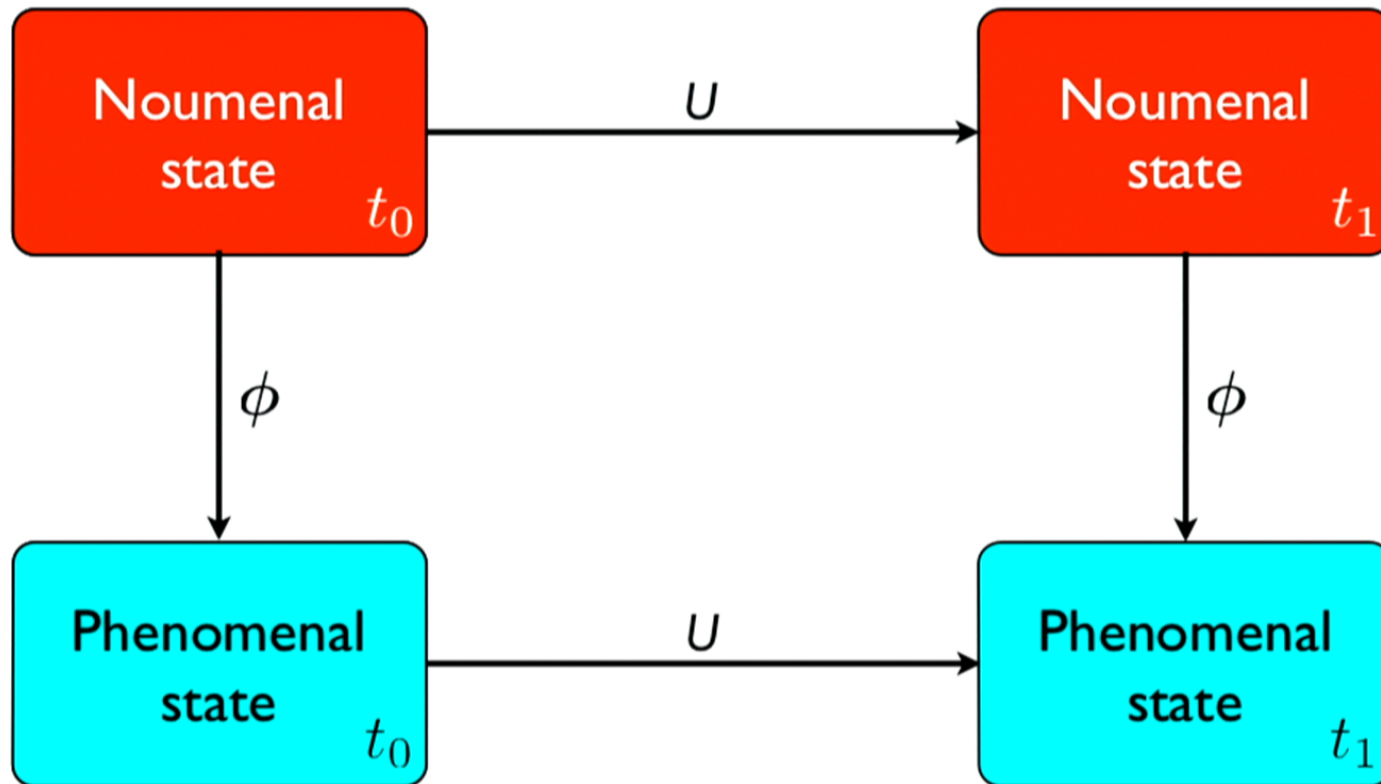 Noumenal
state
t₀
U
Noumenal
state
t₁
ϕ
ϕ
Phenomenal
state
t₀
U
Phenomenal
state
t₁